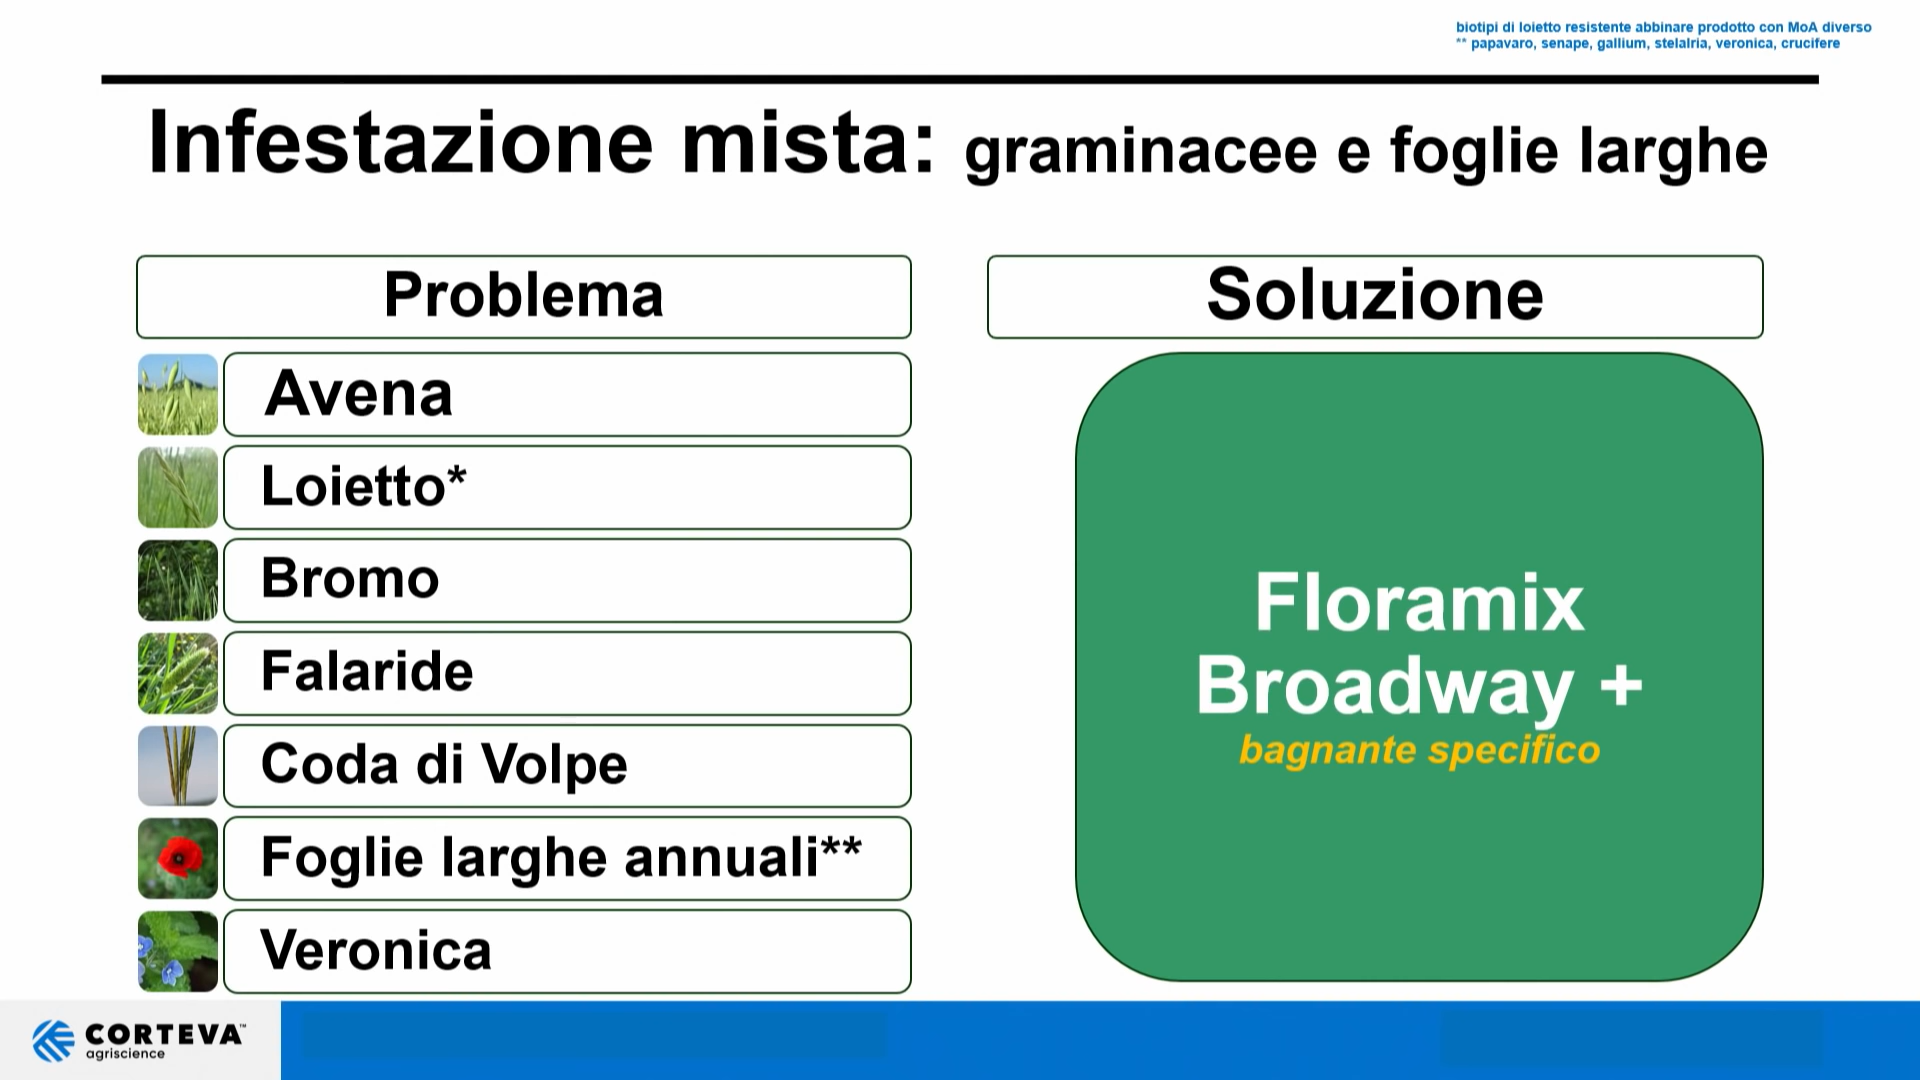 biotipi di loietto resistente abbinare prodotto con MoA diverso
** papavaro, senape, gallium, stelalria, veronica, crucifere
Infestazione mista: graminacee e foglie larghe
Problema
Avena
Loietto*
Bromo
Falaride
Coda di Volpe
Foglie larghe annuali**
Veronica
Soluzione
Floramix
Broadway +
bagnante specifico
CORTEVA™
agriscience